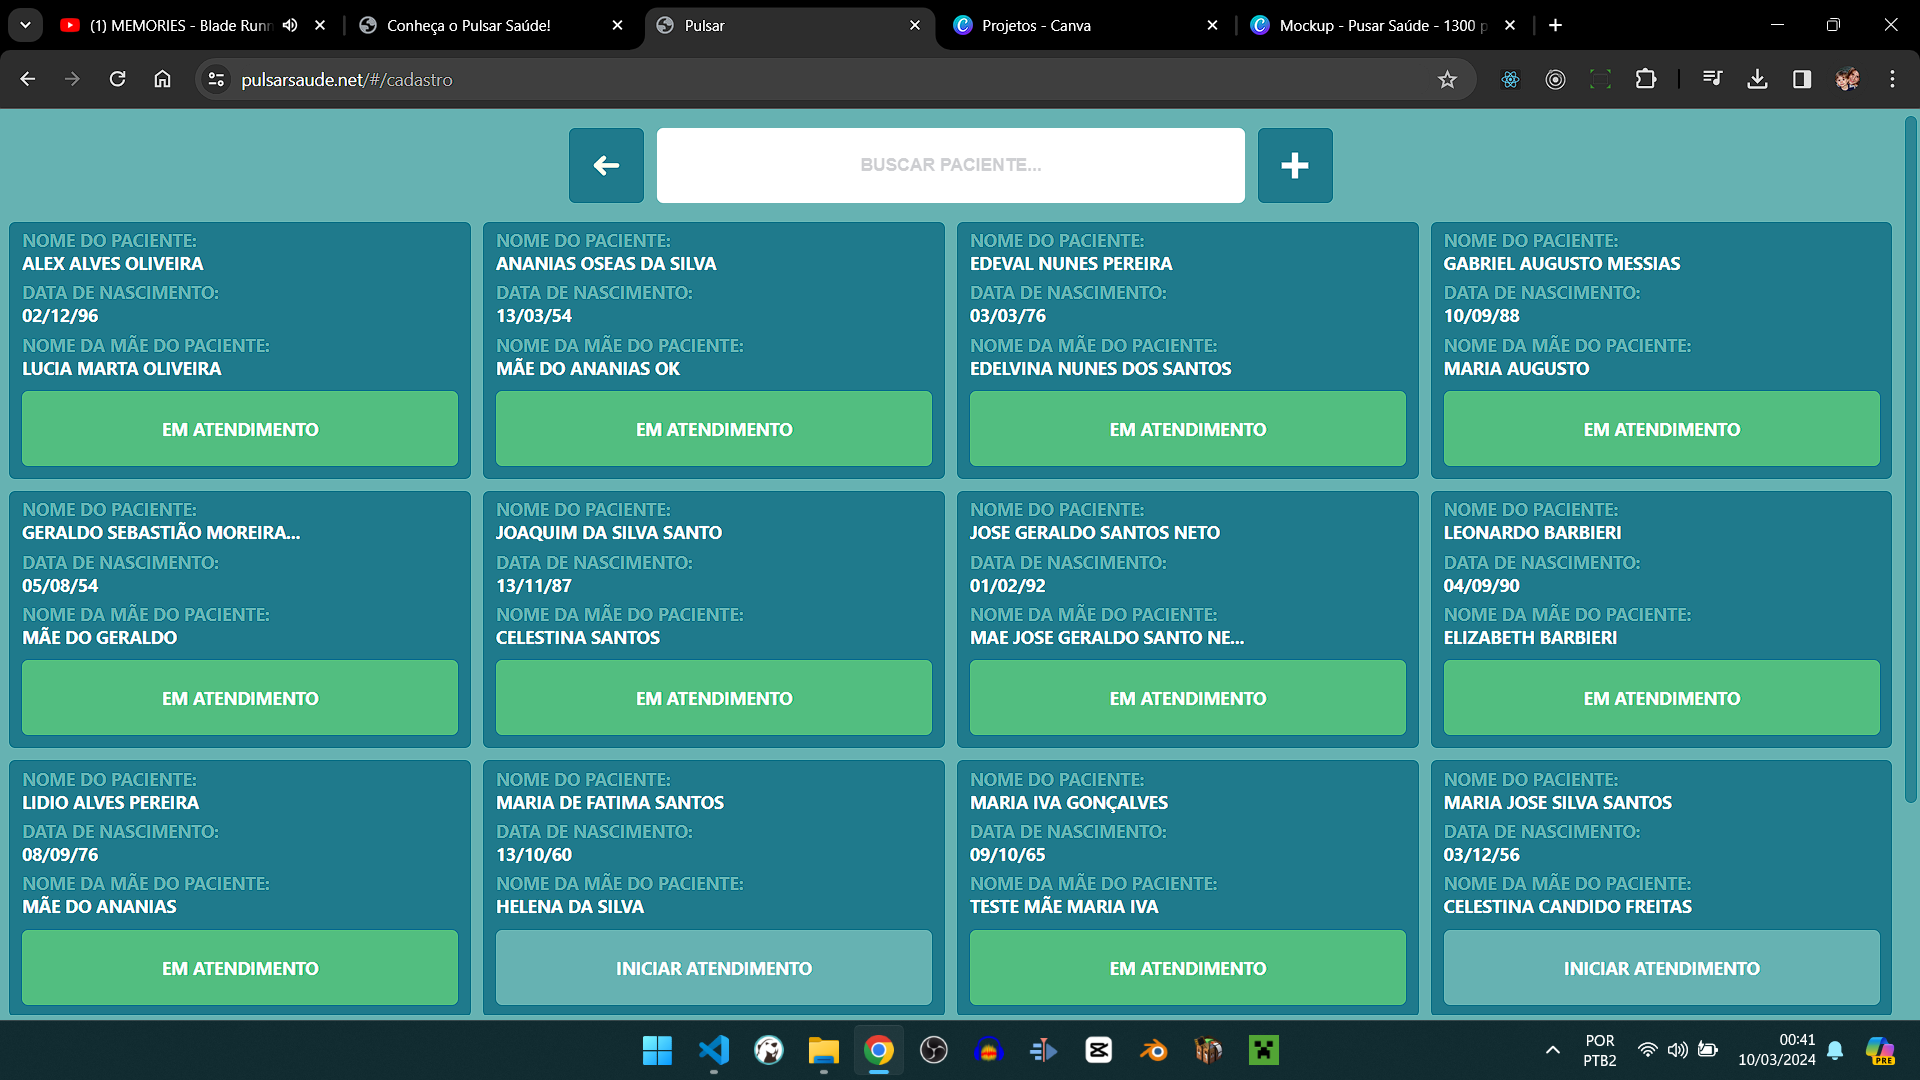 (1) MEMORIES - Blade Runn
Conheça o Pulsar Saúde!
Pulsar
Projetos - Canva
Mockup - Pusar Saúde - 1300 p
pulsarsaude.net/#/cadastro
BUSCAR PACIENTE...
NOME DO PACIENTE:
ALEX ALVES OLIVEIRA
DATA DE NASCIMENTO:
02/12/96
NOME DA MÃE DO PACIENTE:
LUCIA MARTA OLIVEIRA
EM ATENDIMENTO
NOME DO PACIENTE:
ANANIAS OSEAS DA SILVA
DATA DE NASCIMENTO:
13/03/54
NOME DA MÃE DO PACIENTE:
MÃE DO ANANIAS OK
EM ATENDIMENTO
NOME DO PACIENTE:
EDEVAL NUNES PEREIRA
DATA DE NASCIMENTO:
03/03/76
NOME DA MÃE DO PACIENTE:
EDELVINA NUNES DOS SANTOS
EM ATENDIMENTO
NOME DO PACIENTE:
GABRIEL AUGUSTO MESSIAS
DATA DE NASCIMENTO:
10/09/88
NOME DA MÃE DO PACIENTE:
MARIA AUGUSTO
EM ATENDIMENTO
NOME DO PACIENTE:
GERALDO SEBASTIÃO MOREIRA...
DATA DE NASCIMENTO:
05/08/54
NOME DA MÃE DO PACIENTE:
MÃE DO GERALDO
EM ATENDIMENTO
NOME DO PACIENTE:
JOAQUIM DA SILVA SANTO
DATA DE NASCIMENTO:
13/11/87
NOME DA MÃE DO PACIENTE:
CELESTINA SANTOS
EM ATENDIMENTO
NOME DO PACIENTE:
JOSE GERALDO SANTOS NETO
DATA DE NASCIMENTO:
01/02/92
NOME DA MÃE DO PACIENTE:
MAE JOSE GERALDO SANTO NE...
EM ATENDIMENTO
NOME DO PACIENTE:
LEONARDO BARBIERI
DATA DE NASCIMENTO:
04/09/90
NOME DA MÃE DO PACIENTE:
ELIZABETH BARBIERI
EM ATENDIMENTO
NOME DO PACIENTE:
LIDIO ALVES PEREIRA
DATA DE NASCIMENTO:
08/09/76
NOME DA MÃE DO PACIENTE:
MÃE DO ANANIAS
EM ATENDIMENTO
NOME DO PACIENTE:
MARIA DE FATIMA SANTOS
DATA DE NASCIMENTO:
13/10/60
NOME DA MÃE DO PACIENTE:
HELENA DA SILVA
INICIAR ATENDIMENTO
NOME DO PACIENTE:
MARIA IVA GONÇALVES
DATA DE NASCIMENTO:
09/10/65
NOME DA MÃE DO PACIENTE:
TESTE MÃE MARIA IVA
EM ATENDIMENTO
NOME DO PACIENTE:
MARIA JOSE SILVA SANTOS
DATA DE NASCIMENTO:
03/12/56
NOME DA MÃE DO PACIENTE:
CELESTINA CANDIDO FREITAS
INICIAR ATENDIMENTO
POR
PTB2
00:41
10/03/2024
PRE